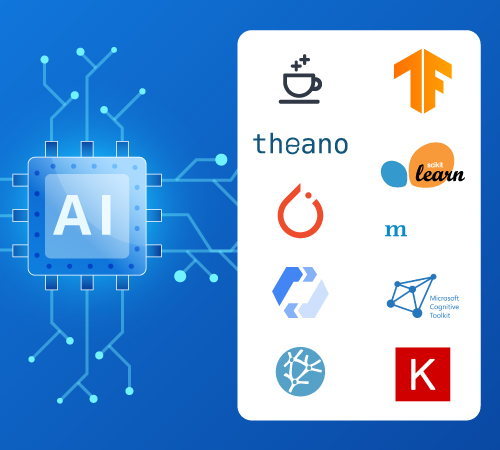 AI
theano
scikit
learn
m
Microsoft
Cognitive
Toolkit
K